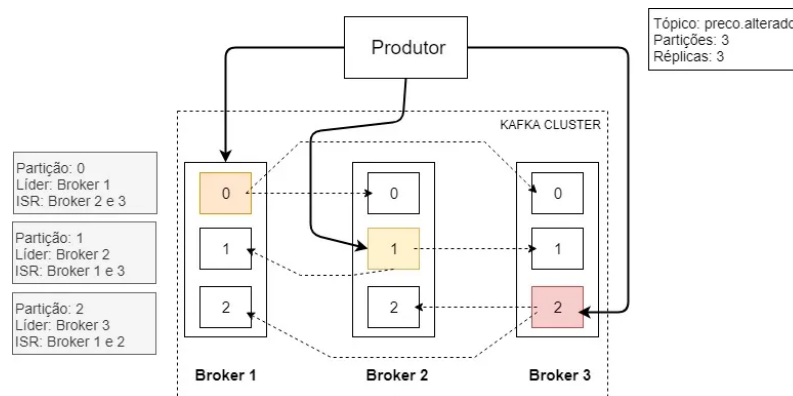 Produtor
Tópico: preco.alterado
Partições: 3
Réplicas: 3
KAFKA CLUSTER
Partição: 0
Líder: Broker 1
ISR: Broker 2 e 3
0
0
0
Partição: 1
Líder: Broker 2
ISR: Broker 1 e 3
1
1
1
Partição: 2
Líder: Broker 3
ISR: Broker 1 e 2
2
2
2
Broker 1
Broker 2
Broker 3